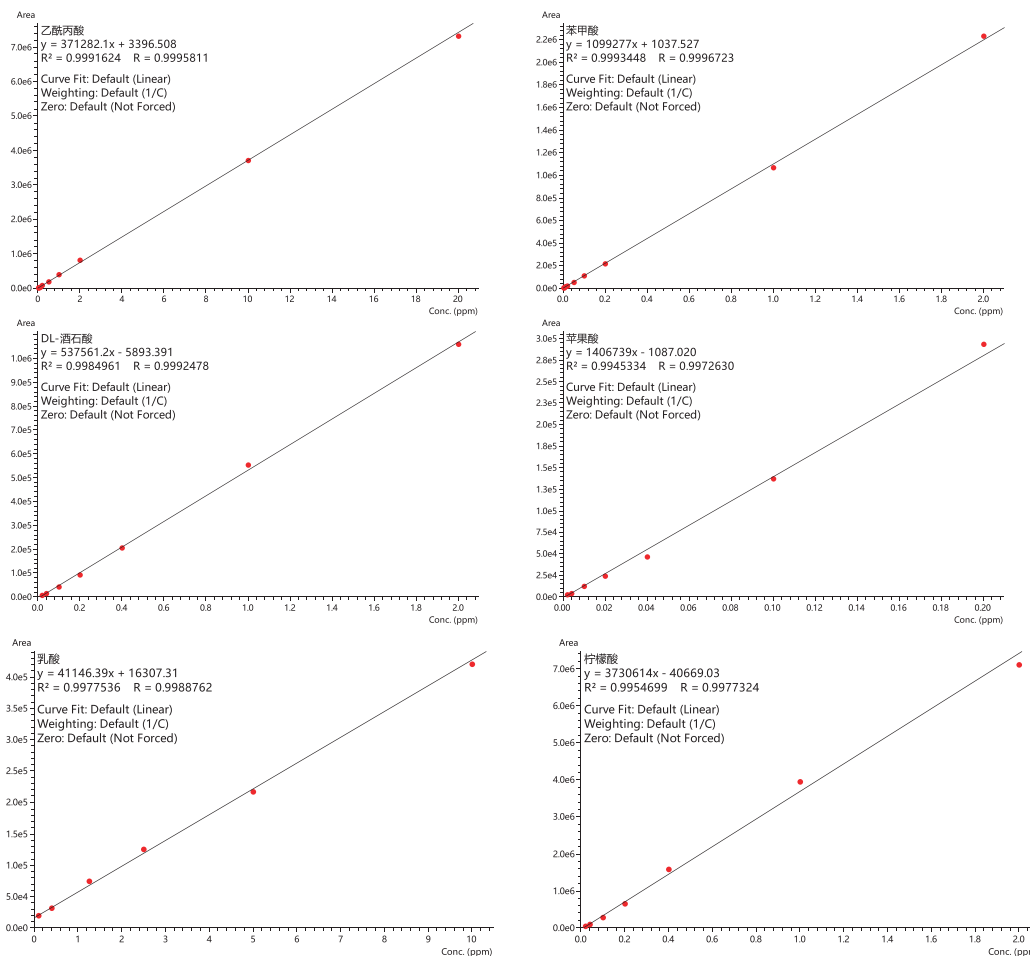 Area
乙酰丙酸
y = 371282.1x + 3396.508
R² = 0.9991624 R = 0.9995811
Curve Fit: Default (Linear)
Weighting: Default (1/C)
Zero: Default (Not Forced)
7.0e6
6.0e6
5.0e6
4.0e6
3.0e6
2.0e6
1.0e6
0.0e0
0 2 4 6 8 10 12 14 16 18 20
Conc. (ppm)
Area
苯甲酸
y = 1099277x + 1037.527
R² = 0.9993448 R = 0.9996723
Curve Fit: Default (Linear)
Weighting: Default (1/C)
Zero: Default (Not Forced)
2.2e6
2.0e6
1.8e6
1.6e6
1.4e6
1.2e6
1.0e6
8.0e5
6.0e5
4.0e5
2.0e5
0.0e0
0.0 0.2 0.4 0.6 0.8 1.0 1.2 1.4 1.6 1.8 2.0
Conc. (ppm)
Area
DL-酒石酸
y = 537561.2x - 5893.391
R² = 0.9984961 R = 0.9992478
Curve Fit: Default (Linear)
Weighting: Default (1/C)
Zero: Default (Not Forced)
1.0e6
9.0e5
8.0e5
7.0e5
6.0e5
5.0e5
4.0e5
3.0e5
2.0e5
1.0e5
0.0e0
0.0 0.2 0.4 0.6 0.8 1.0 1.2 1.4 1.6 1.8 2.0
Conc. (ppm)
Area
苹果酸
y = 1406739x - 1087.020
R² = 0.9945334 R = 0.9972630
Curve Fit: Default (Linear)
Weighting: Default (1/C)
Zero: Default (Not Forced)
3.0e5
2.8e5
2.5e5
2.3e5
2.0e5
1.8e5
1.5e5
1.3e5
1.0e5
7.5e4
5.0e4
2.5e4
0.0e0
0.00 0.02 0.04 0.06 0.08 0.10 0.12 0.14 0.16 0.18 0.20
Conc. (ppm)
Area
乳酸
y = 41146.39x + 16307.31
R² = 0.9977536 R = 0.9988762
Curve Fit: Default (Linear)
Weighting: Default (1/C)
Zero: Default (Not Forced)
4.0e5
3.5e5
3.0e5
2.5e5
2.0e5
1.5e5
1.0e5
5.0e4
0.0e0
0 1 2 3 4 5 6 7 8 9 10
Conc. (ppm)
Area
柠檬酸
y = 3730614x - 40669.03
R² = 0.9954699 R = 0.9977324
Curve Fit: Default (Linear)
Weighting: Default (1/C)
Zero: Default (Not Forced)
7.0e6
6.0e6
5.0e6
4.0e6
3.0e6
2.0e6
1.0e6
0.0e0
0.0 0.2 0.4 0.6 0.8 1.0 1.2 1.4 1.6 1.8 2.0
Conc. (ppm